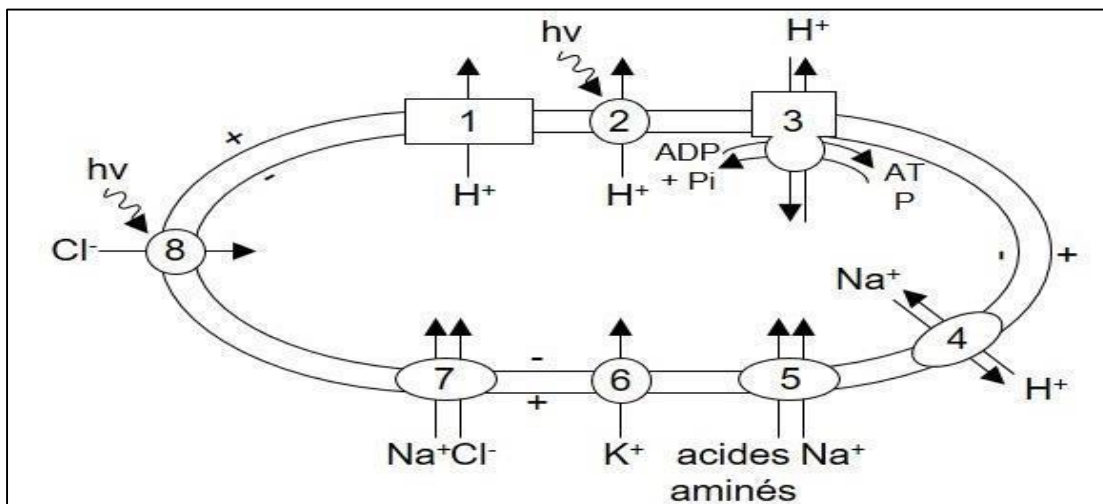 H⁺
hv
1
2
3
H⁺
H⁺
ADP
+ Pi
AT
P
+
-
hv
Cl⁻
8
-
+
Na⁺
4
H⁺
7
-
+
6
5
Na⁺Cl⁻
K⁺
acides Na⁺
aminés